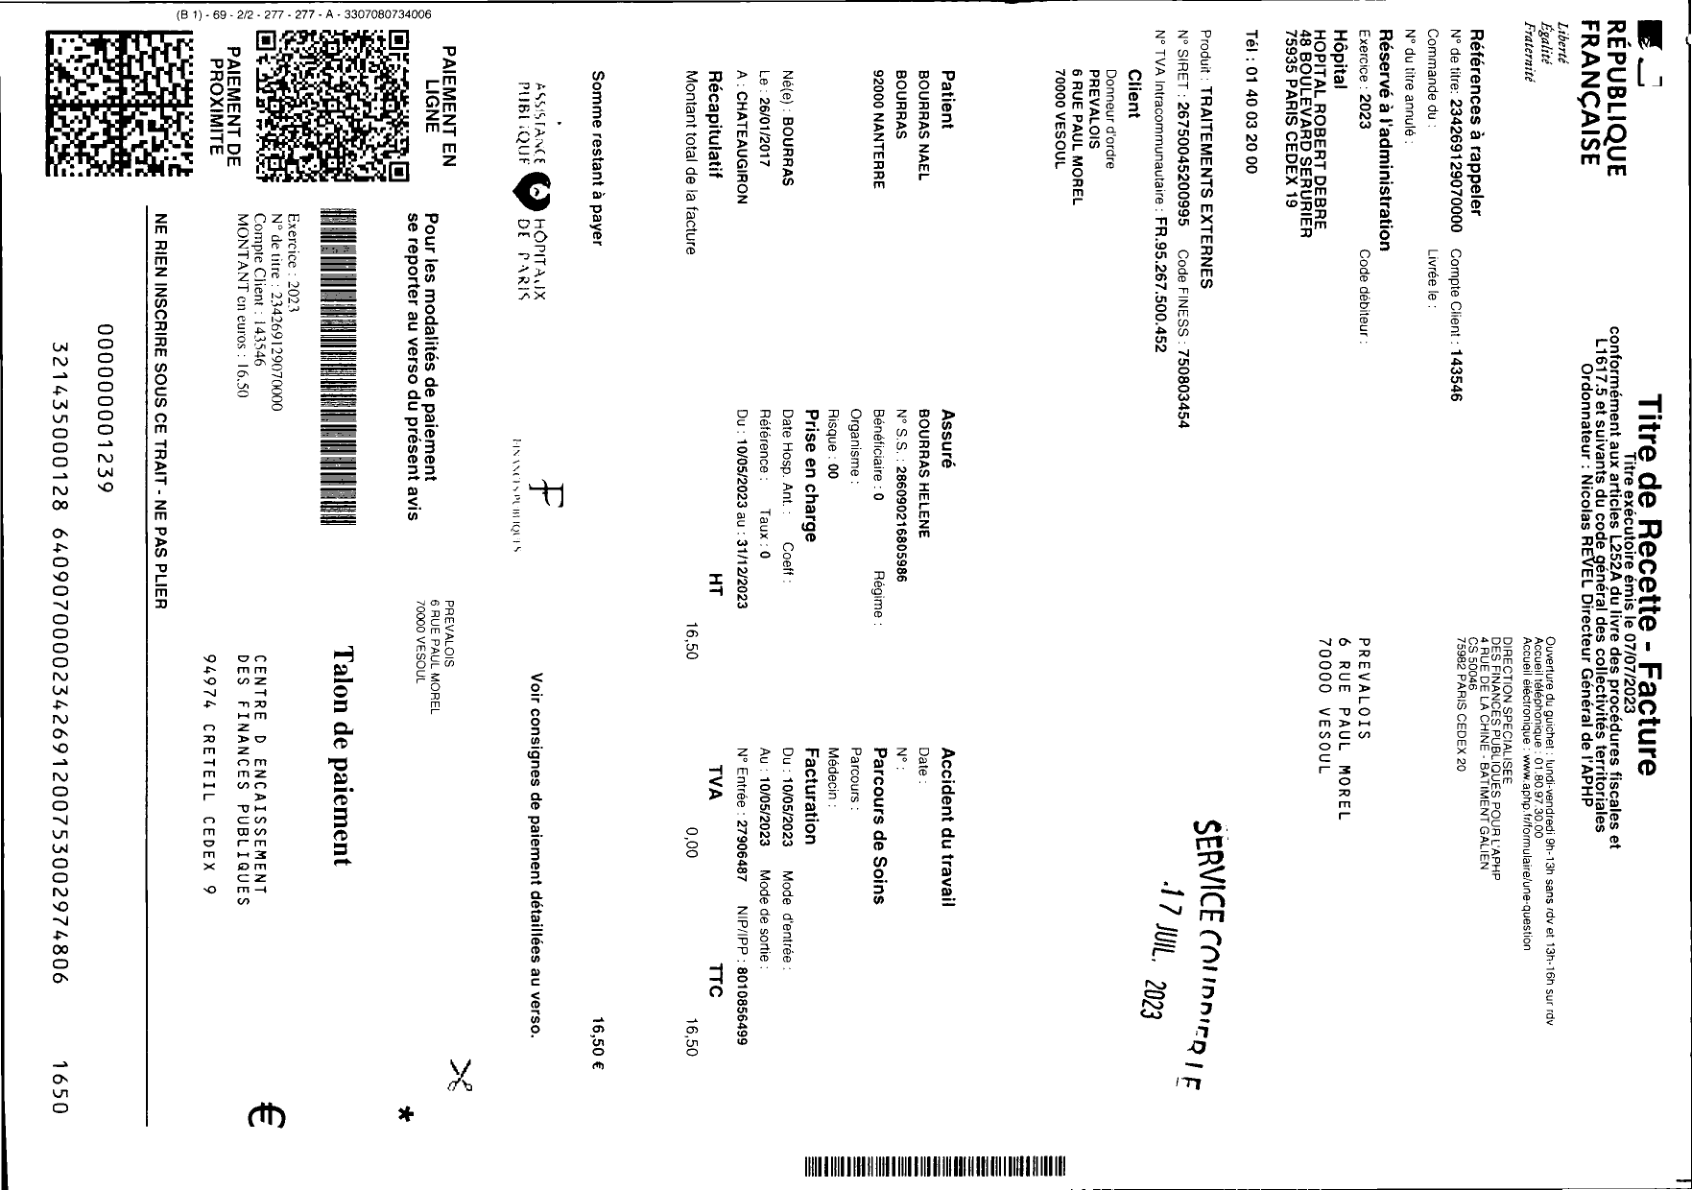 RÉPUBLIQUE
FRANÇAISE
Liberté
Égalité
Fraternité
Titre de Recette - Facture
Titre exécutoire émis le 07/07/2023
conformément aux articles L252A du livre des procédures fiscales et
L1617.5 et suivants du code général des collectivités territoriales
Ordonnateur : Nicolas REVEL Directeur Général de l'APHP
Ouverture du guichet : lundi-vendredi 9h-13h sans rdv et 13h-16h sur rdv
Accueil téléphonique : 01.80.97.30.00
Accueil électronique : www.aphp.fr/formulaire/une-question
DIRECTION SPECIALISEE
DES FINANCES PUBLIQUES POUR L'APHP
4 RUE DE LA CHINE - BATIMENT GALIEN
CS 50046
75982 PARIS CEDEX 20
Références à rappeler
N° de titre: 234269129070000 Compte Client : 143546
Commande du : Livrée le :
N° du titre annulé :
Réservé à l'administration
Exercice : 2023 Code débiteur :
Hôpital
HOPITAL ROBERT DEBRE
48 BOULEVARD SERURIER
75935 PARIS CEDEX 19
PREVALOIS
6 RUE PAUL MOREL
70000 VESOUL
Tél : 01 40 03 20 00
Produit : TRAITEMENTS EXTERNES
N° SIRET : 26750045200995 Code FINESS : 750803454
N° TVA Intracommunautaire : FR.95.267.500.452
SERVICE COURRIER
17 JUIL. 2023
Client
Donneur d'ordre
PREVALOIS
6 RUE PAUL MOREL
70000 VESOUL
Patient
BOURRAS NAEL
BOURRAS
92000 NANTERRE
Né(e) : BOURRAS
Le : 26/01/2017
A : CHATEAUGIRON
Assuré
BOURRAS HELENE
N° S.S. : 286090216805986
Bénéficiaire : 0 Régime :
Organisme :
Risque : 00
Prise en charge
Date Hosp. Ant. : Coeff :
Référence : Taux : 0
Du : 10/05/2023 au : 31/12/2023
Accident du travail
Date :
N° :
Parcours de Soins
Parcours :
Médecin :
Facturation
Du : 10/05/2023 Mode d'entrée :
Au : 10/05/2023 Mode de sortie :
N° Entrée : 27906487 NIP/IPP : 8010856499
Récapitulatif HT TVA TTC
Montant total de la facture 16,50 0,00 16,50
Somme restant à payer 16,50 €
ASSISTANCE HÔPITAUX
PUBLIQUE DE PARIS
FINANCES PUBLIQUES
Voir consignes de paiement détaillées au verso.
PAIEMENT EN
LIGNE
Pour les modalités de paiement
se reporter au verso du présent avis
PREVALOIS
6 RUE PAUL MOREL
70000 VESOUL
*
Talon de paiement
Exercice : 2023
N° de titre : 234269129070000
Compte Client : 143546
MONTANT en euros : 16.50
CENTRE D ENCAISSEMENT
DES FINANCES PUBLIQUES
94974 CRETEIL CEDEX 9
€
PAIEMENT DE
PROXIMITE
NE RIEN INSCRIRE SOUS CE TRAIT - NE PAS PLIER
000000001239
321435000128 640907000002342691200753002974806 1650
(B 1) - 69 - 2/2 - 277 - 277 - A - 3307080734006